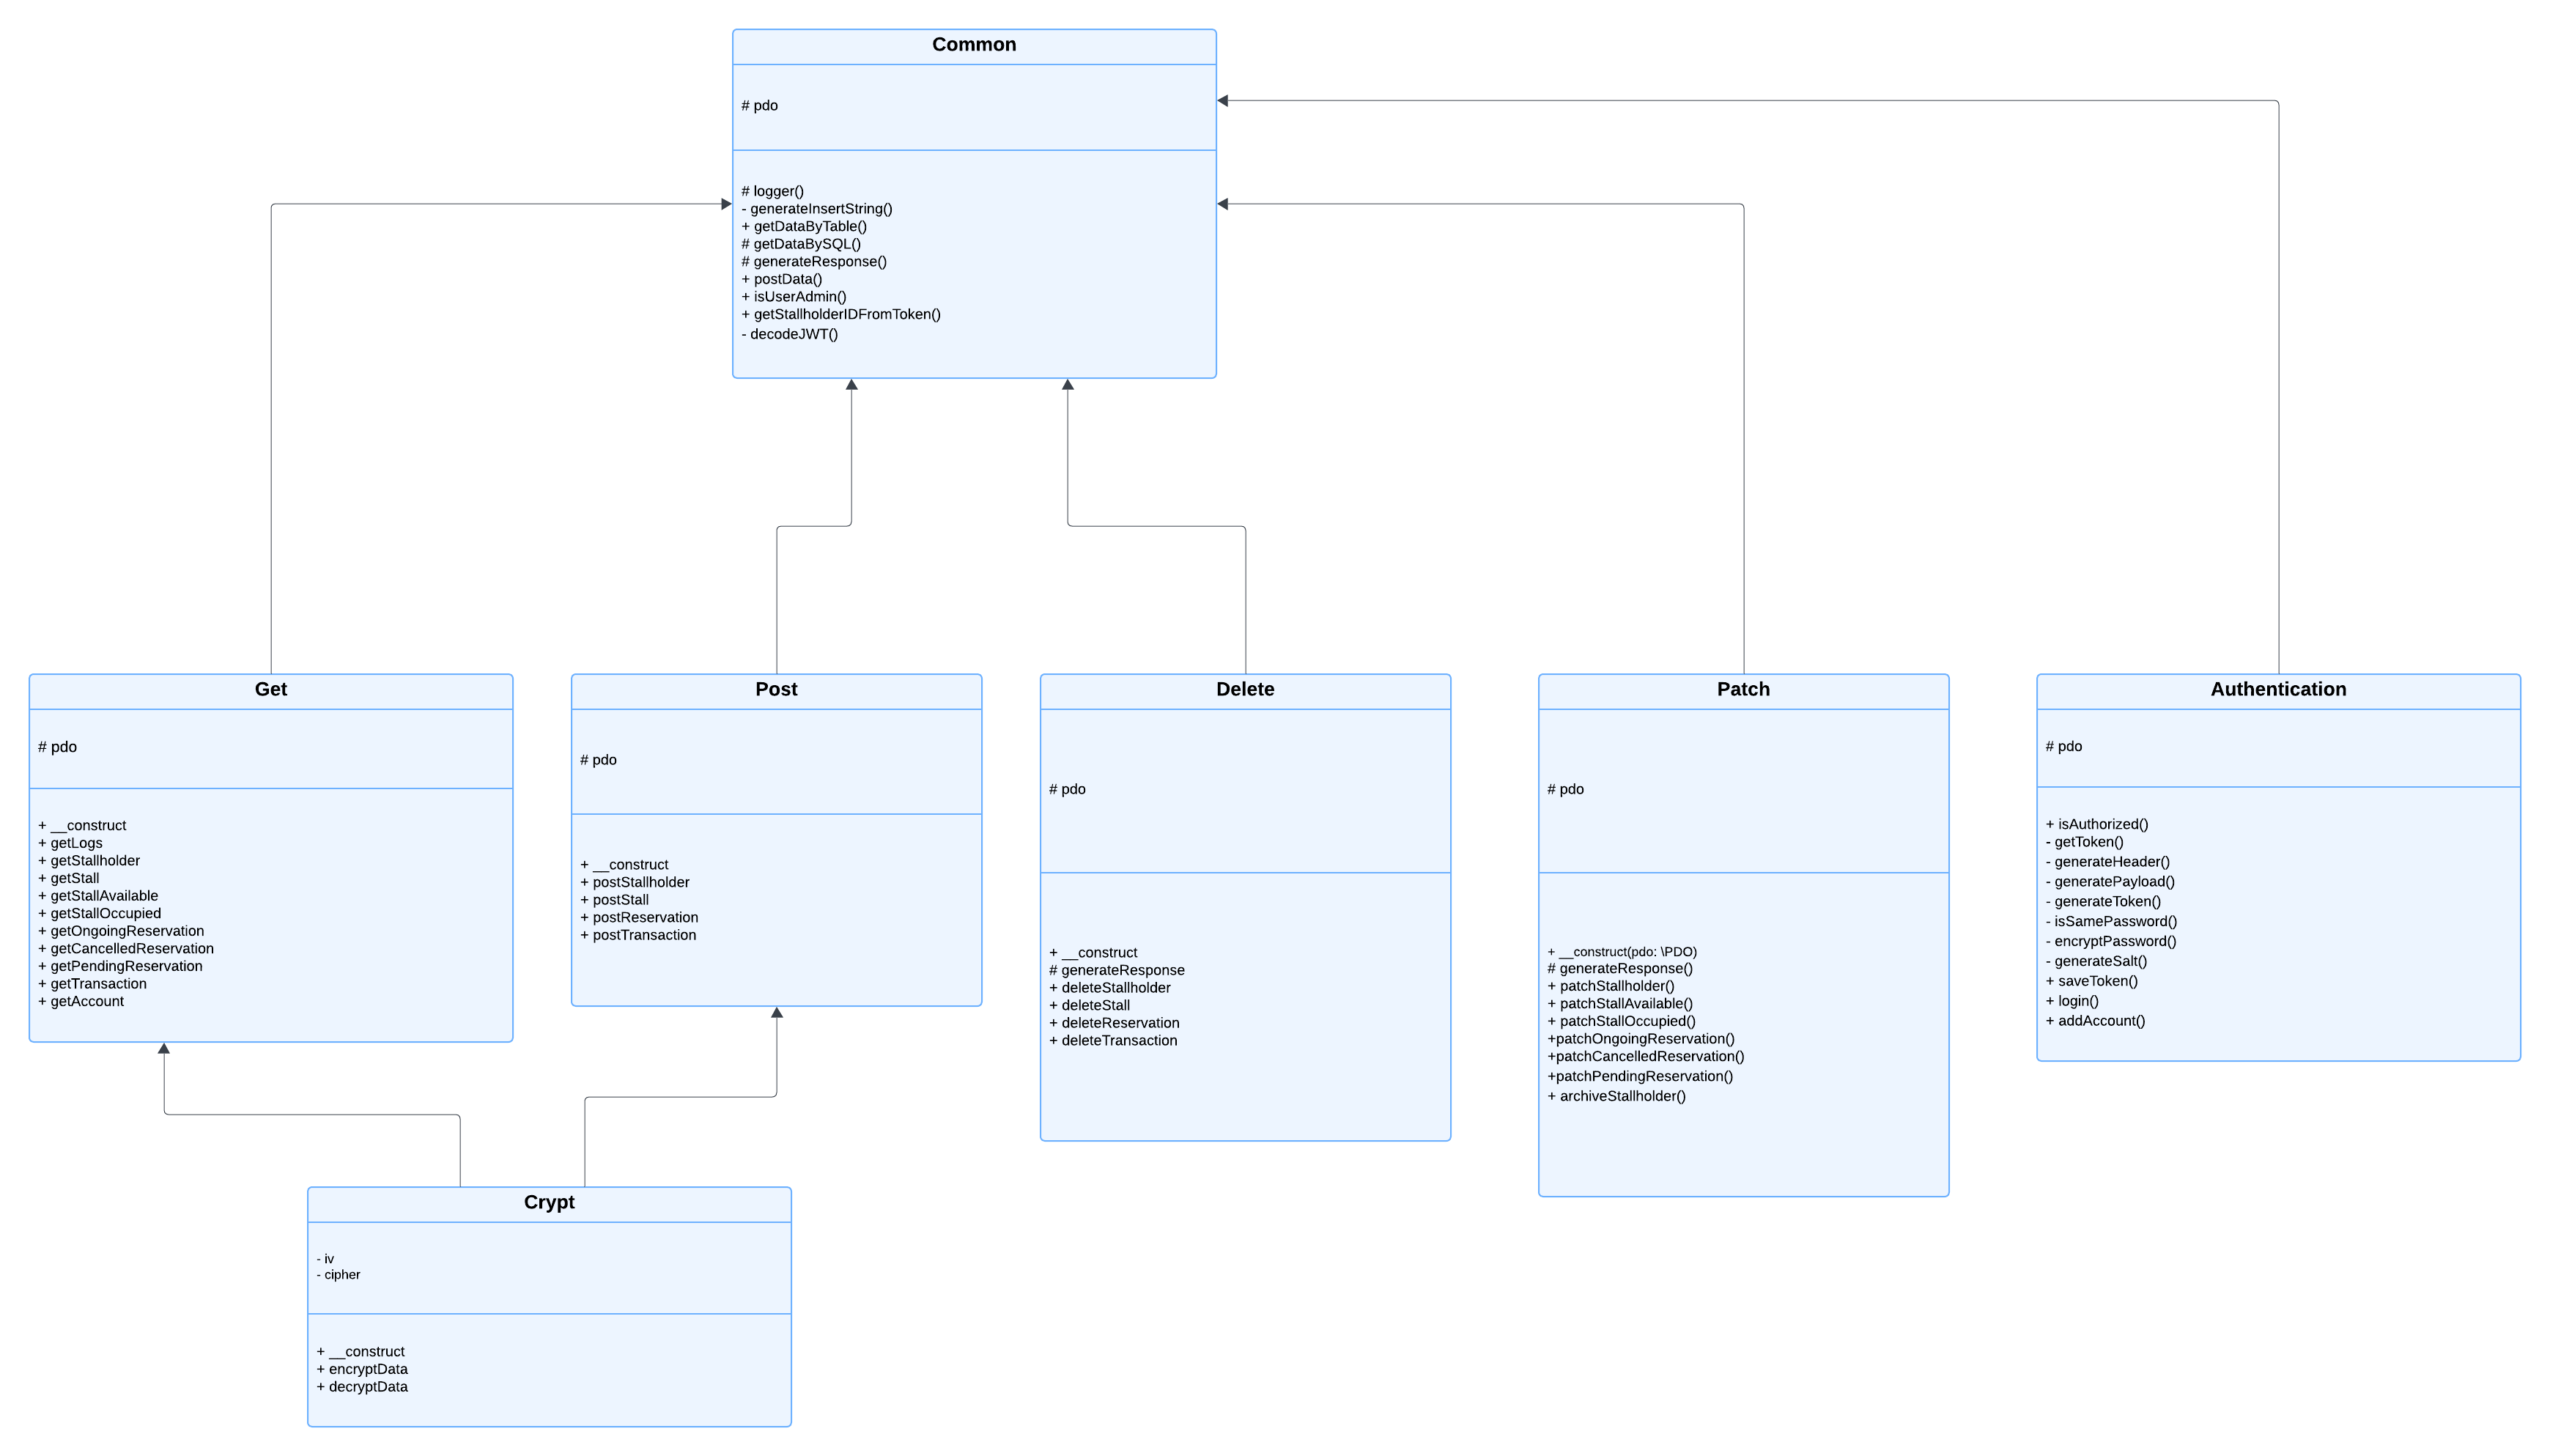 Common
# pdo
# logger()
- generateInsertString()
+ getDataByTable()
# getDataBySQL()
# generateResponse()
+ postData()
+ isUserAdmin()
+ getStallholderIDFromToken()
- decodeJWT()
Get
# pdo
+ __construct
+ getLogs
+ getStallholder
+ getStall
+ getStallAvailable
+ getStallOccupied
+ getOngoingReservation
+ getCancelledReservation
+ getPendingReservation
+ getTransaction
+ getAccount
Post
# pdo
+ __construct
+ postStallholder
+ postStall
+ postReservation
+ postTransaction
Delete
# pdo
+ __construct
# generateResponse
+ deleteStallholder
+ deleteStall
+ deleteReservation
+ deleteTransaction
Patch
# pdo
+ __construct(pdo: \PDO)
# generateResponse()
+ patchStallholder()
+ patchStallAvailable()
+ patchStallOccupied()
+patchOngoingReservation()
+patchCancelledReservation()
+patchPendingReservation()
+ archiveStallholder()
Authentication
# pdo
+ isAuthorized()
- getToken()
- generateHeader()
- generatePayload()
- generateToken()
- isSamePassword()
- encryptPassword()
- generateSalt()
+ saveToken()
+ login()
+ addAccount()
Crypt
- iv
- cipher
+ __construct
+ encryptData
+ decryptData